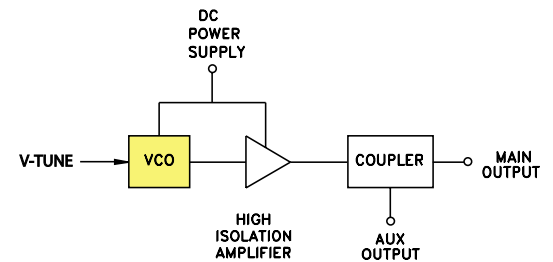 DC
POWER
SUPPLY
V-TUNE
VCO
COUPLER
MAIN
OUTPUT
HIGH
ISOLATION
AMPLIFIER
AUX
OUTPUT